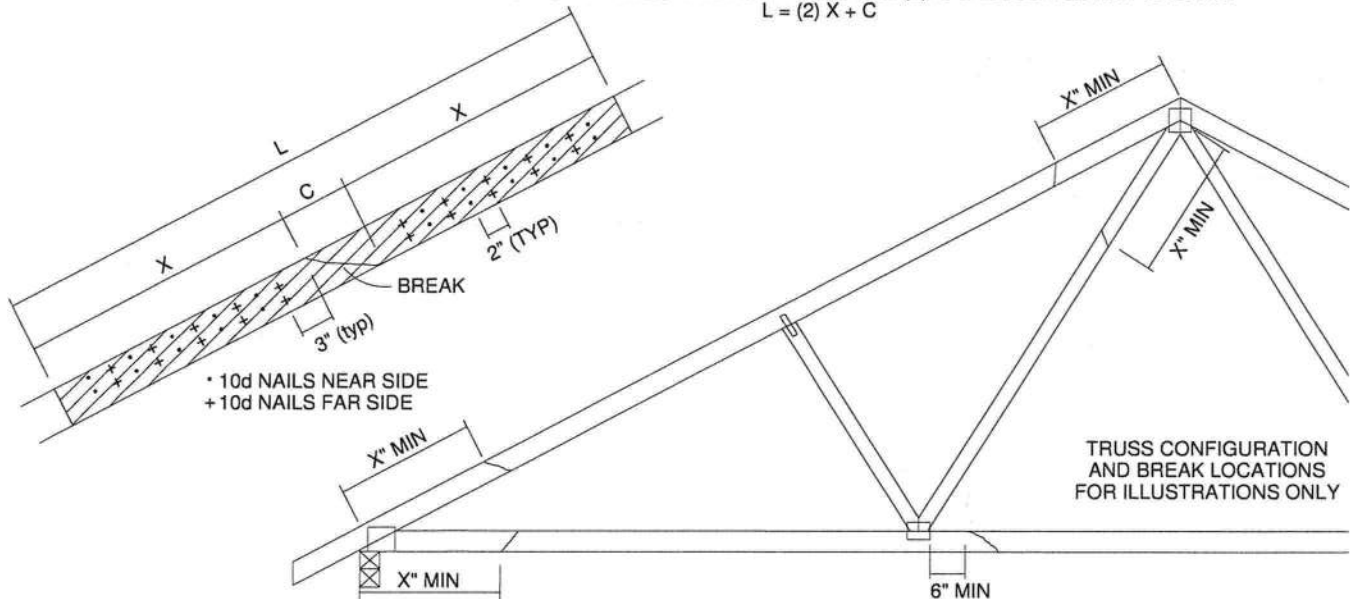 L = (2) X + C
X" MIN
X
L
C
X
2" (TYP)
X" MIN
BREAK
3" (typ)
• 10d NAILS NEAR SIDE
+ 10d NAILS FAR SIDE
X" MIN
TRUSS CONFIGURATION
AND BREAK LOCATIONS
FOR ILLUSTRATIONS ONLY
X" MIN
6" MIN